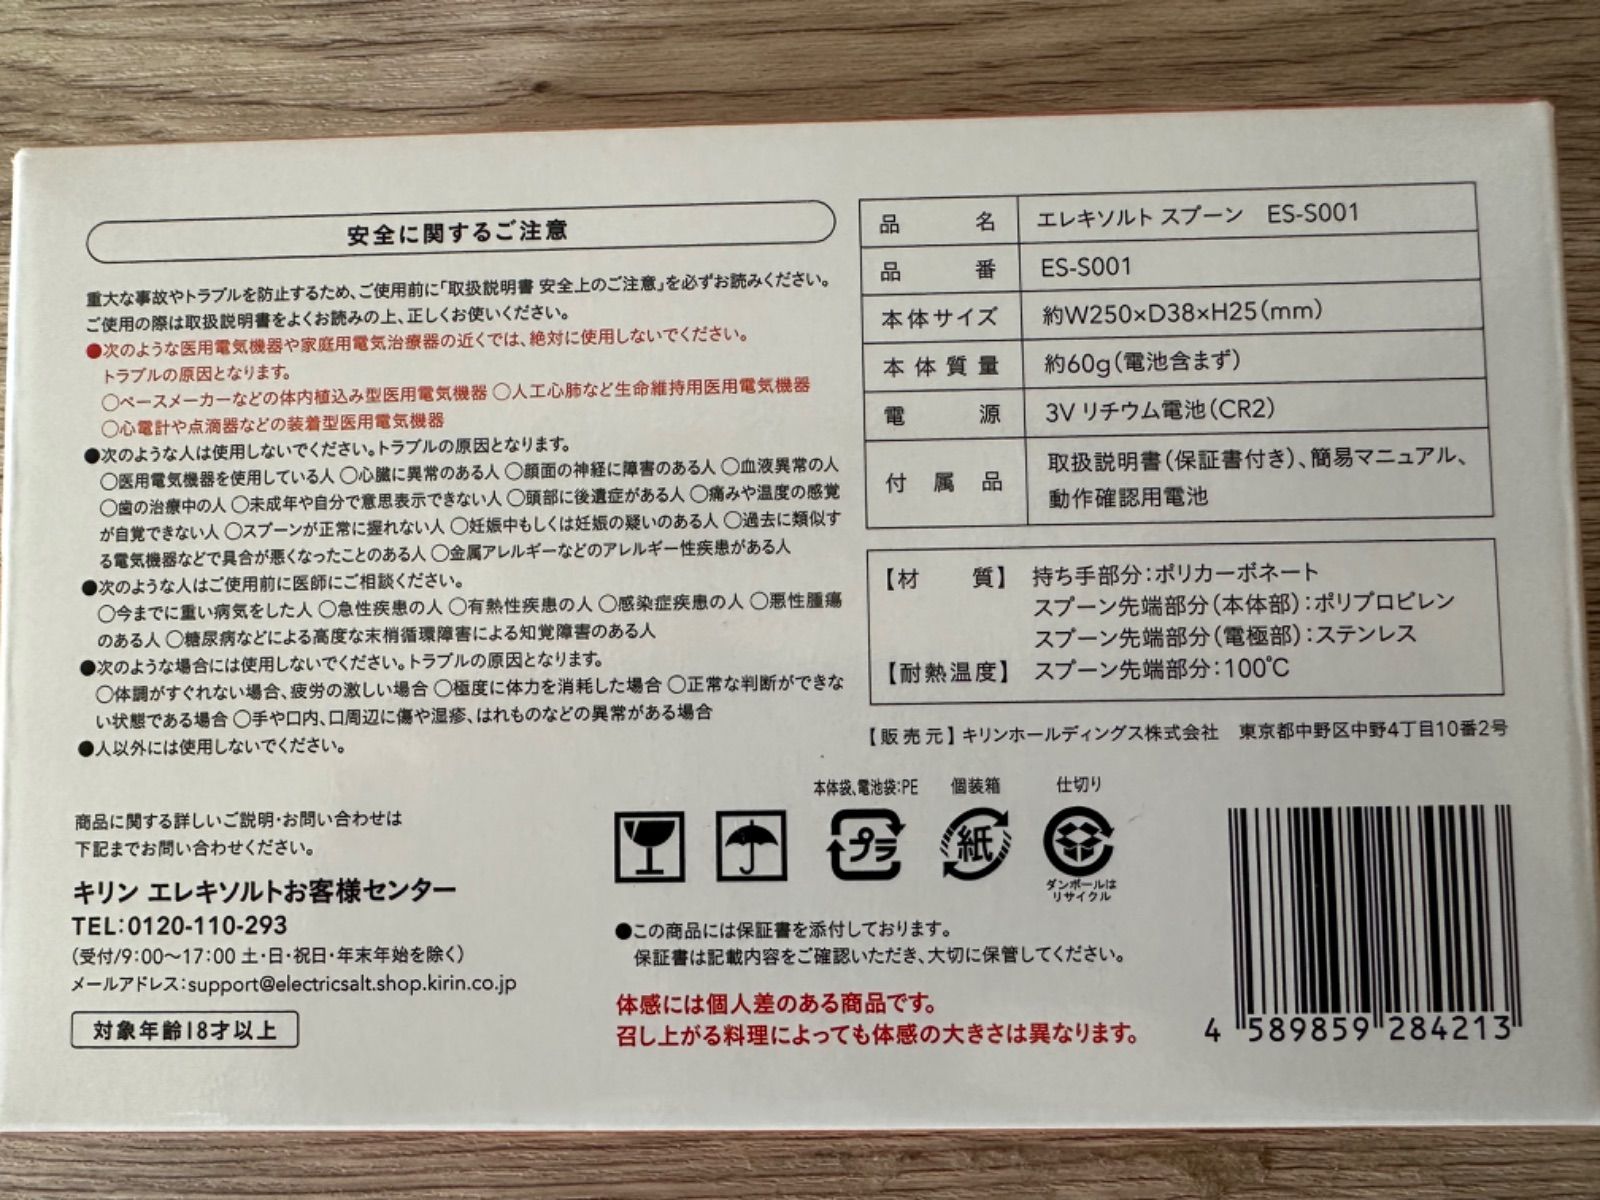 安全に関するご注意
重大な事故やトラブルを防止するため、ご使用前に「取扱説明書 安全上のご注意」を必ずお読みください。
ご使用の際は取扱説明書をよくお読みの上、正しくお使いください。
●次のような医用電気機器や家庭用電気治療器の近くでは、絶対に使用しないでください。
トラブルの原因となります。
○ペースメーカーなどの体内植込み型医用電気機器 ○人工心肺など生命維持用医用電気機器
○心電計や点滴器などの装着型医用電気機器
●次のような人は使用しないでください。トラブルの原因となります。
○医用電気機器を使用している人 ○心臓に異常のある人 ○顔面の神経に障害のある人 ○血液異常の人
○歯の治療中の人 ○未成年や自分で意思表示できない人 ○頭部に後遺症がある人 ○痛みや温度の感覚
が自覚できない人 ○スプーンが正常に握れない人 ○妊娠中もしくは妊娠の疑いのある人 ○過去に類似す
る電気機器などで具合が悪くなったことのある人 ○金属アレルギーなどのアレルギー性疾患がある人
●次のような人はご使用前に医師にご相談ください。
○今までに重い病気をした人 ○急性疾患の人 ○有熱性疾患の人 ○感染症疾患の人 ○悪性腫瘍
のある人 ○糖尿病などによる高度な末梢循環障害による知覚障害のある人
●次のような場合には使用しないでください。トラブルの原因となります。
○体調がすぐれない場合、疲労の激しい場合 ○極度に体力を消耗した場合 ○正常な判断ができな
い状態である場合 ○手や口内、口周辺に傷や湿疹、はれものなどの異常がある場合
●人以外には使用しないでください。
商品に関する詳しいご説明・お問い合わせは
下記までお問い合わせください。
キリン エレキソルトお客様センター
TEL:0120-110-293
(受付/9:00〜17:00 土・日・祝日・年末年始を除く)
メールアドレス:support@electricsalt.shop.kirin.co.jp
対象年齢18才以上
品名 エレキソルト スプーン ES-S001
品番 ES-S001
本体サイズ 約W250×D38×H25(mm)
本体質量 約60g(電池含まず)
電源 3V リチウム電池(CR2)
付属品 取扱説明書(保証書付き)、簡易マニュアル、
動作確認用電池
【材質】 持ち手部分:ポリカーボネート
スプーン先端部分(本体部):ポリプロピレン
スプーン先端部分(電極部):ステンレス
【耐熱温度】 スプーン先端部分:100℃
【販売元】キリンホールディングス株式会社 東京都中野区中野4丁目10番2号
本体袋、電池袋:PE 個装箱 仕切り
プラ 紙
ダンボールは
リサイクル
●この商品には保証書を添付しております。
保証書は記載内容をご確認いただき、大切に保管してください。
体感には個人差のある商品です。
召し上がる料理によっても体感の大きさは異なります。
4 589859 284213